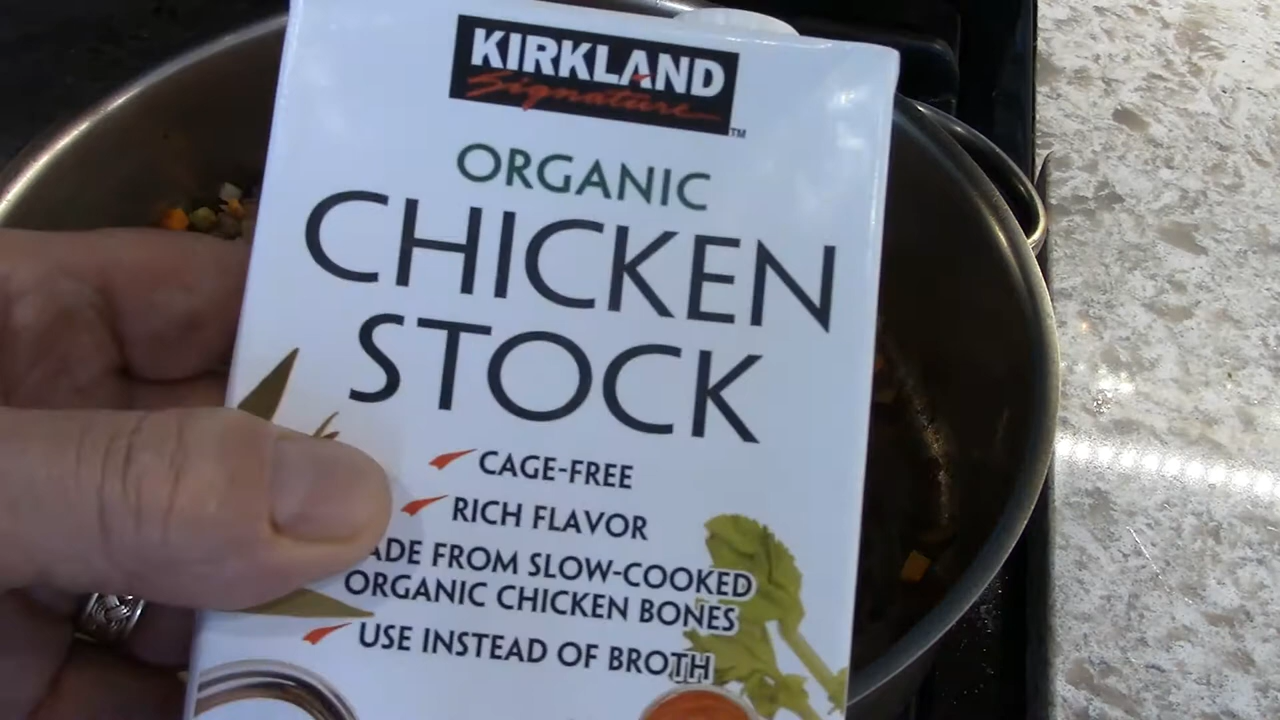 KIRKLAND
Signature™
ORGANIC
CHICKEN
STOCK
CAGE-FREE
RICH FLAVOR
ADE FROM SLOW-COOKED
ORGANIC CHICKEN BONES
USE INSTEAD OF BROTH